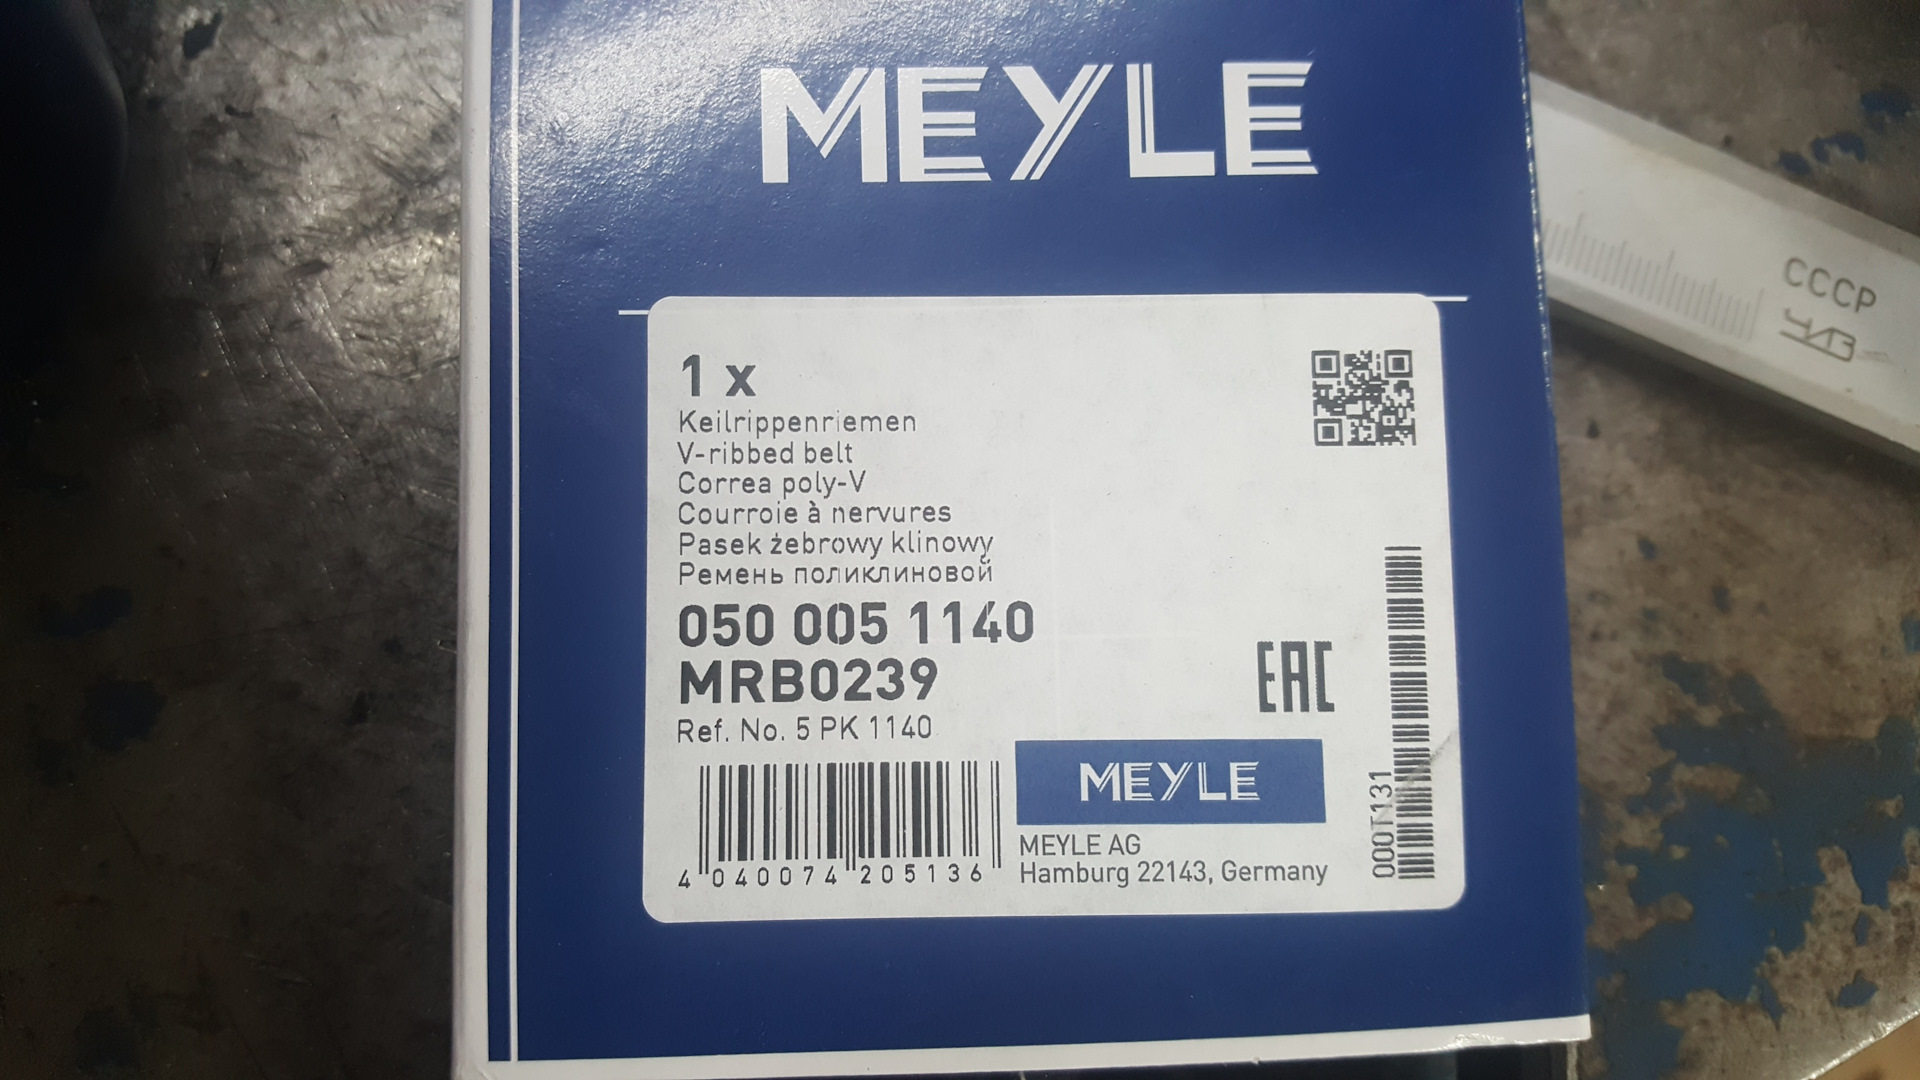 MEYLE
1 x
Keilrippenriemen
V-ribbed belt
Correa poly-V
Courroie à nervures
Pasek żebrowy klinowy
Ремень поликлиновой
050 005 1140
MRB0239
Ref. No. 5 PK 1140
4 040074 205136
EAC
MEYLE
MEYLE AG
Hamburg 22143, Germany
000T131
СССР
ЧИЗ